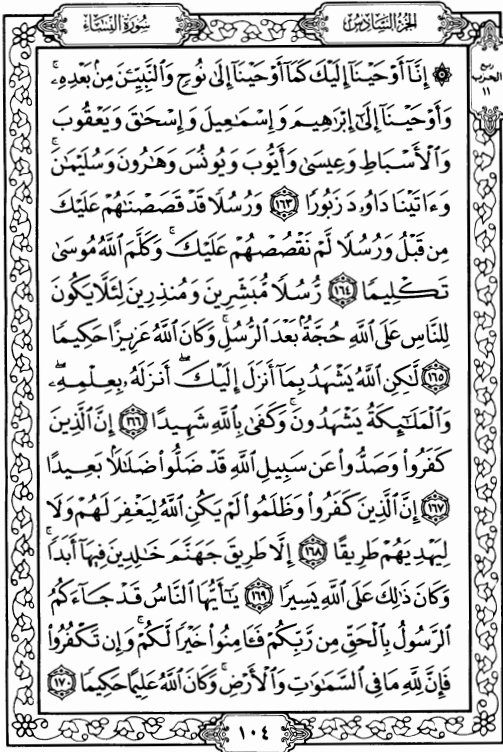 سورة النساء
الجزء السادس
ربع
الحزب
١١
۞ إِنَّآ أَوْحَيْنَآ إِلَيْكَ كَمَآ أَوْحَيْنَآ إِلَىٰ نُوحٍ وَٱلنَّبِيِّـۧنَ مِنۢ بَعْدِهِۦۚ
وَأَوْحَيْنَآ إِلَىٰٓ إِبْرَٰهِيمَ وَإِسْمَٰعِيلَ وَإِسْحَٰقَ وَيَعْقُوبَ
وَٱلْأَسْبَاطِ وَعِيسَىٰ وَأَيُّوبَ وَيُونُسَ وَهَٰرُونَ وَسُلَيْمَٰنَۚ
وَءَاتَيْنَا دَاوُۥدَ زَبُورًا ١٦٣ وَرُسُلًا قَدْ قَصَصْنَٰهُمْ عَلَيْكَ
مِن قَبْلُ وَرُسُلًا لَّمْ نَقْصُصْهُمْ عَلَيْكَۚ وَكَلَّمَ ٱللَّهُ مُوسَىٰ
تَكْلِيمًا ١٦٤ رُّسُلًا مُّبَشِّرِينَ وَمُنذِرِينَ لِئَلَّا يَكُونَ
لِلنَّاسِ عَلَى ٱللَّهِ حُجَّةٌۢ بَعْدَ ٱلرُّسُلِۚ وَكَانَ ٱللَّهُ عَزِيزًا حَكِيمًا
١٦٥ لَّٰكِنِ ٱللَّهُ يَشْهَدُ بِمَآ أَنزَلَ إِلَيْكَۖ أَنزَلَهُۥ بِعِلْمِهِۦۖ
وَٱلْمَلَٰٓئِكَةُ يَشْهَدُونَۚ وَكَفَىٰ بِٱللَّهِ شَهِيدًا ١٦٦ إِنَّ ٱلَّذِينَ
كَفَرُوا۟ وَصَدُّوا۟ عَن سَبِيلِ ٱللَّهِ قَدْ ضَلُّوا۟ ضَلَٰلًۢا بَعِيدًا
١٦٧ إِنَّ ٱلَّذِينَ كَفَرُوا۟ وَظَلَمُوا۟ لَمْ يَكُنِ ٱللَّهُ لِيَغْفِرَ لَهُمْ وَلَا
لِيَهْدِيَهُمْ طَرِيقًا ١٦٨ إِلَّا طَرِيقَ جَهَنَّمَ خَٰلِدِينَ فِيهَآ أَبَدًاۚ
وَكَانَ ذَٰلِكَ عَلَى ٱللَّهِ يَسِيرًا ١٦٩ يَٰٓأَيُّهَا ٱلنَّاسُ قَدْ جَآءَكُمُ
ٱلرَّسُولُ بِٱلْحَقِّ مِن رَّبِّكُمْ فَـَٔامِنُوا۟ خَيْرًا لَّكُمْۚ وَإِن تَكْفُرُوا۟
فَإِنَّ لِلَّهِ مَا فِى ٱلسَّمَٰوَٰتِ وَٱلْأَرْضِۚ وَكَانَ ٱللَّهُ عَلِيمًا حَكِيمًا ١٧٠
١٠٤